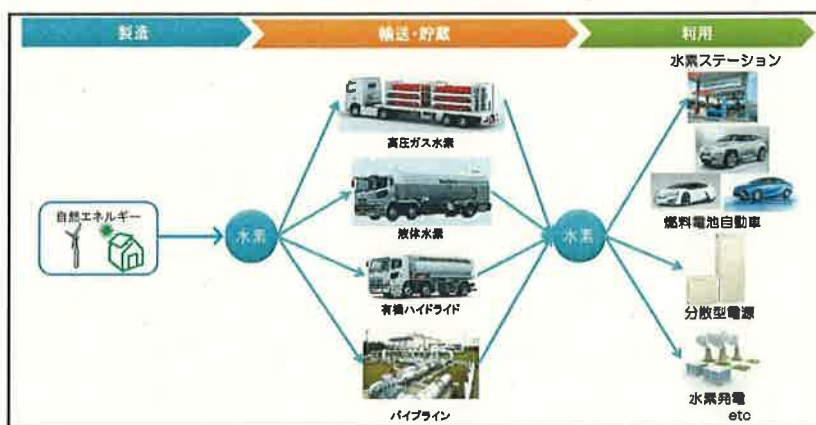 製造
輸送・貯蔵
利用
水素ステーション
高圧ガス水素
自然エネルギー
水素
液体水素
水素
燃料電池自動車
有機ハイドライド
分散型電源
パイプライン
水素発電
etc